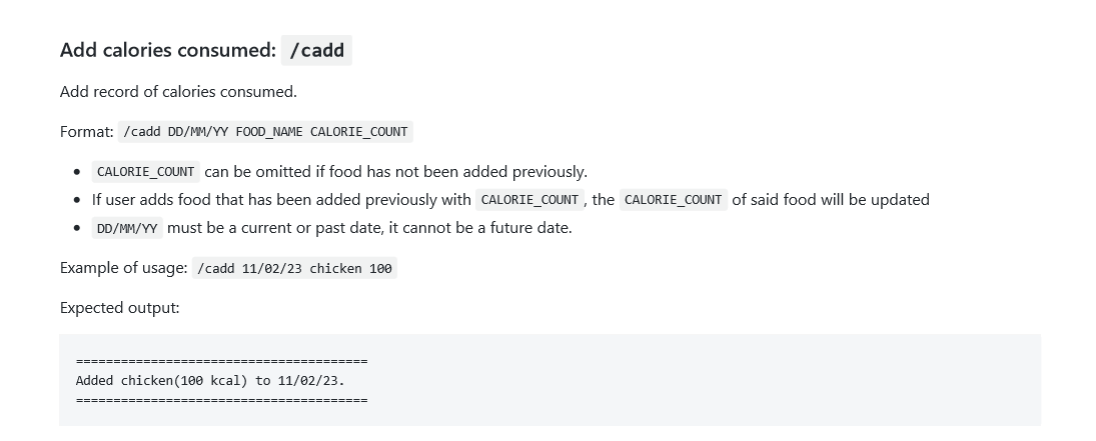 Add calories consumed: /cadd
Add record of calories consumed.
Format: /cadd DD/MM/YY FOOD_NAME CALORIE_COUNT
• CALORIE_COUNT can be omitted if food has not been added previously.
• If user adds food that has been added previously with CALORIE_COUNT , the CALORIE_COUNT of said food will be updated
• DD/MM/YY must be a current or past date, it cannot be a future date.
Example of usage: /cadd 11/02/23 chicken 100
Expected output:
=======================================
Added chicken(100 kcal) to 11/02/23.
=======================================